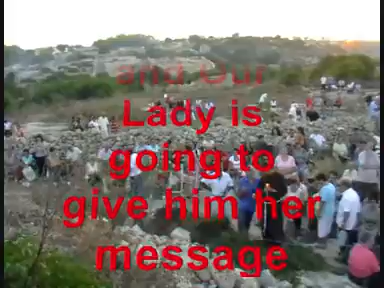 and Our
Lady is
going to
give him her
message